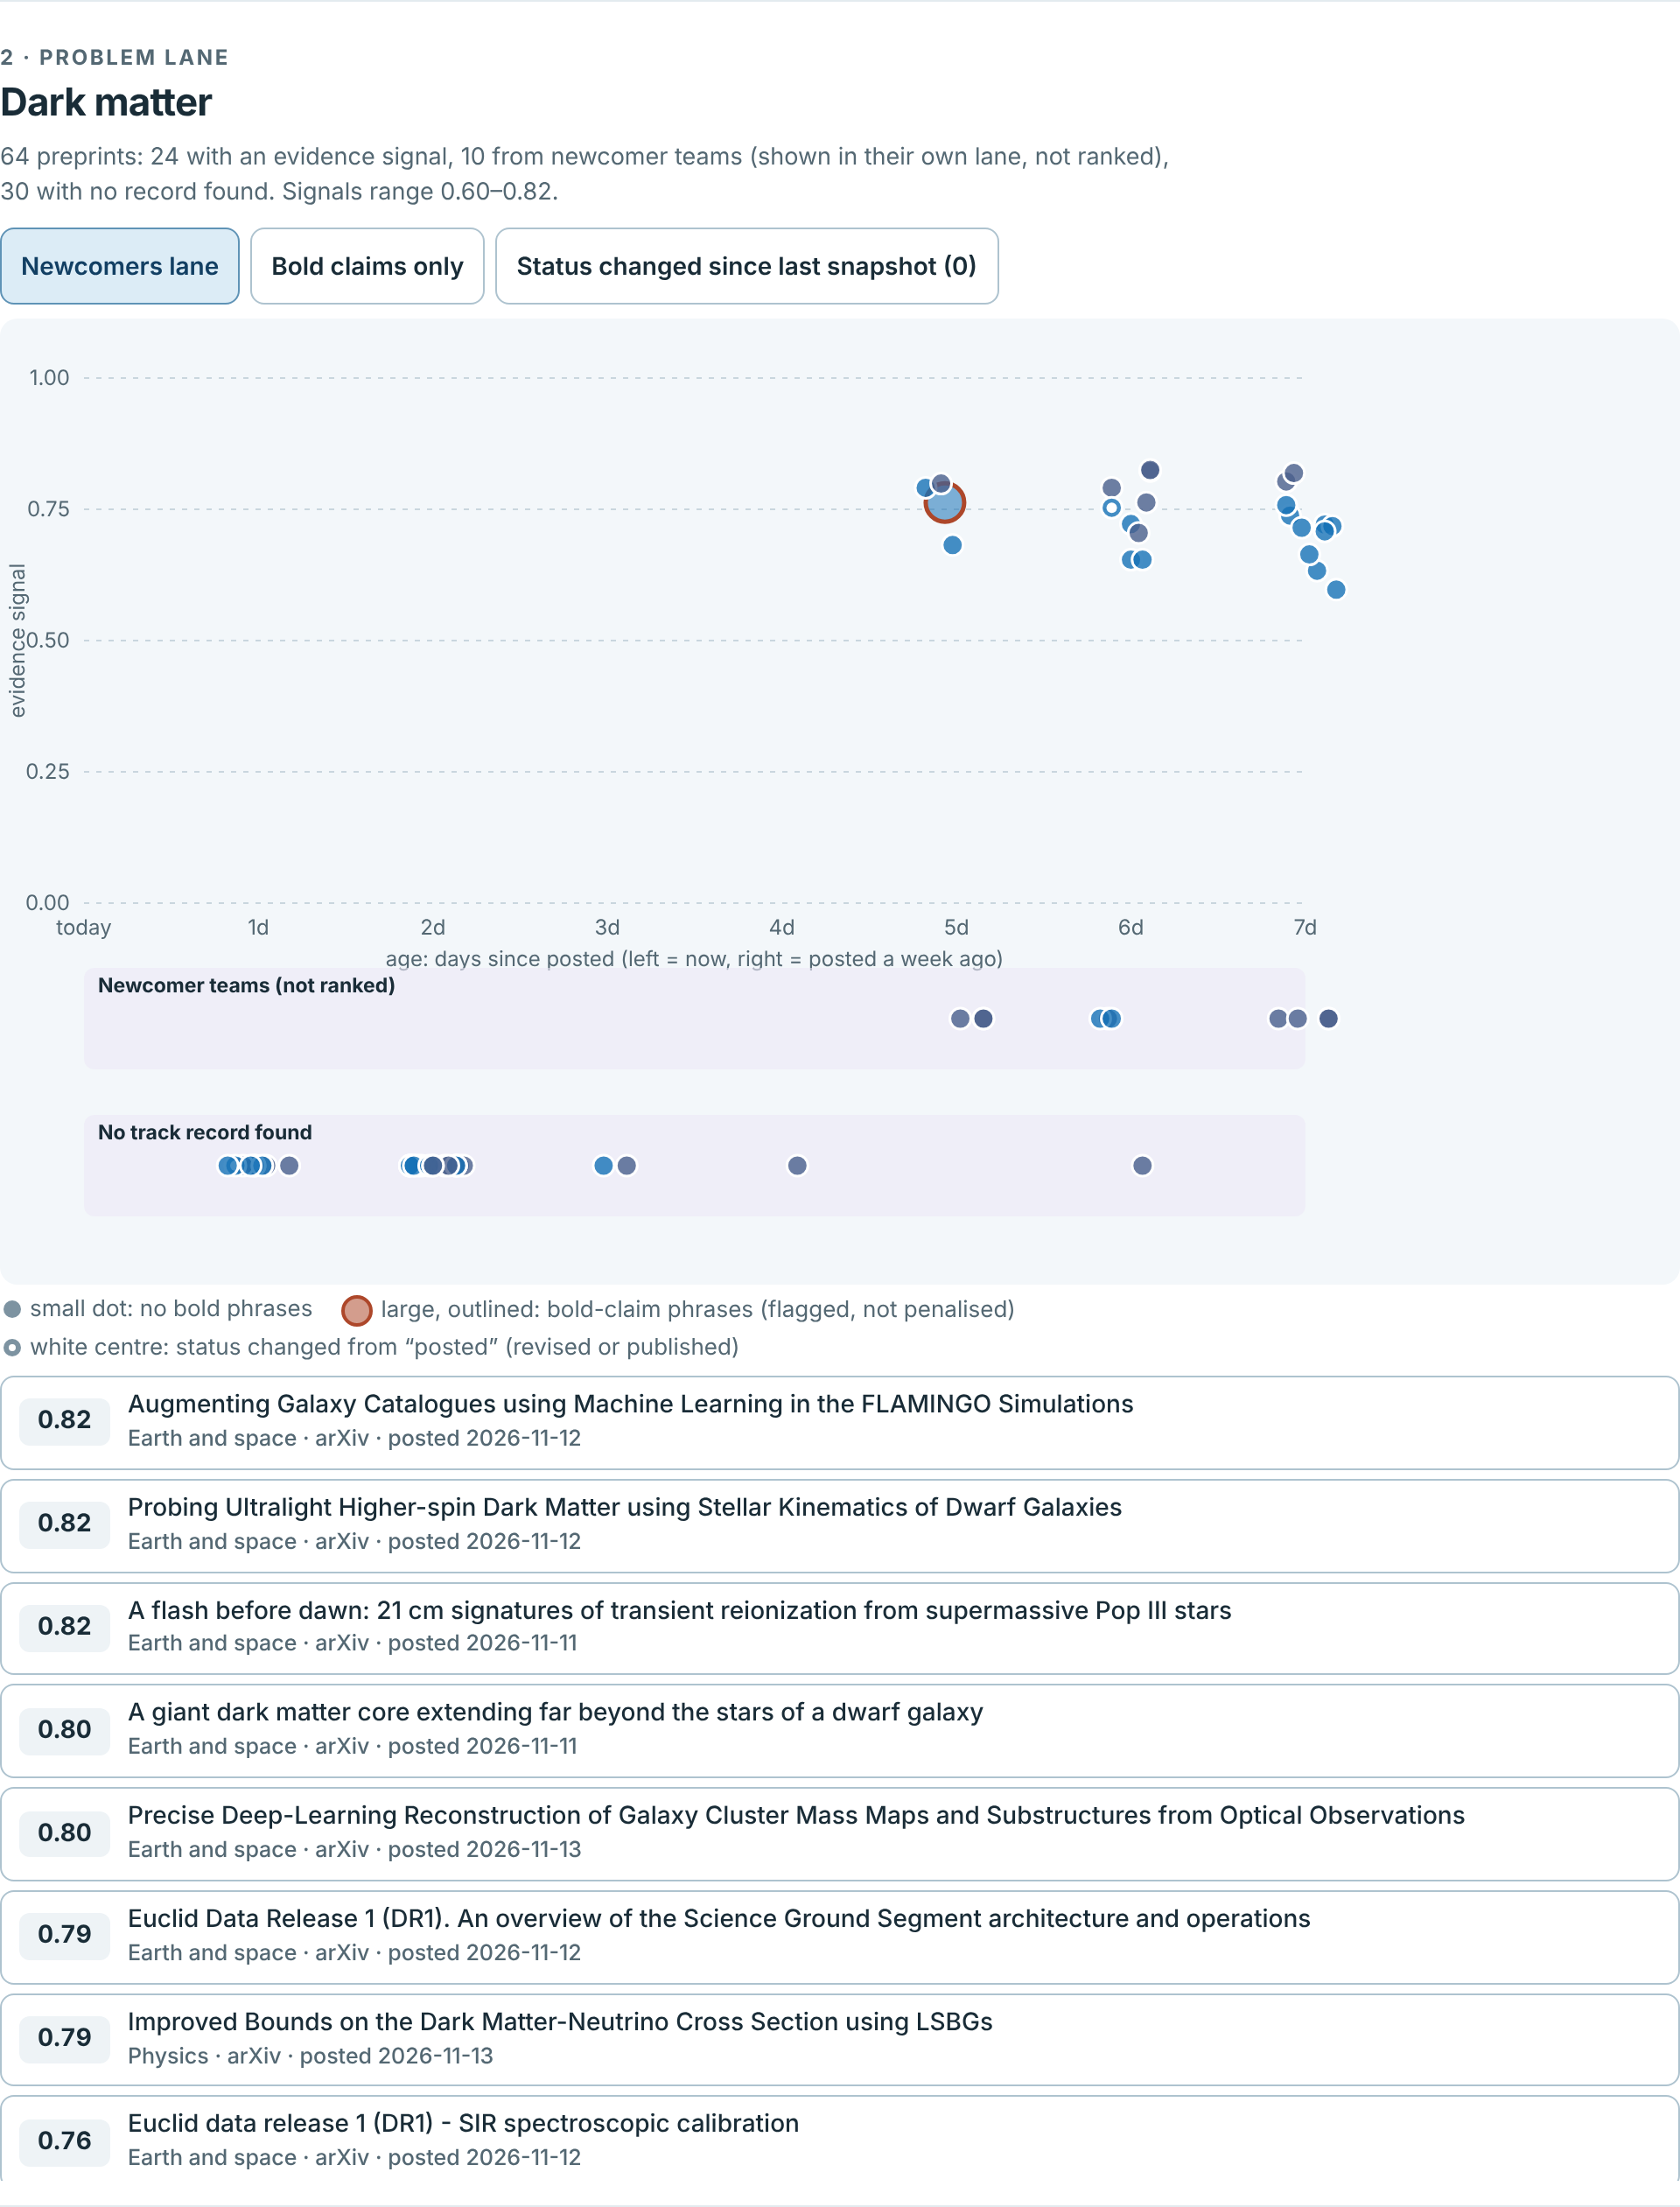 2 · PROBLEM LANE
Dark matter
64 preprints: 24 with an evidence signal, 10 from newcomer teams (shown in their own lane, not ranked),
30 with no record found. Signals range 0.60–0.82.
Newcomers lane
Bold claims only
Status changed since last snapshot (0)
1.00
0.75
0.50
0.25
0.00
evidence signal
today 1d 2d 3d 4d 5d 6d 7d
age: days since posted (left = now, right = posted a week ago)
Newcomer teams (not ranked)
No track record found
small dot: no bold phrases
large, outlined: bold-claim phrases (flagged, not penalised)
white centre: status changed from “posted” (revised or published)
0.82
Augmenting Galaxy Catalogues using Machine Learning in the FLAMINGO Simulations
Earth and space · arXiv · posted 2026-11-12
0.82
Probing Ultralight Higher-spin Dark Matter using Stellar Kinematics of Dwarf Galaxies
Earth and space · arXiv · posted 2026-11-12
0.82
A flash before dawn: 21 cm signatures of transient reionization from supermassive Pop III stars
Earth and space · arXiv · posted 2026-11-11
0.80
A giant dark matter core extending far beyond the stars of a dwarf galaxy
Earth and space · arXiv · posted 2026-11-11
0.80
Precise Deep-Learning Reconstruction of Galaxy Cluster Mass Maps and Substructures from Optical Observations
Earth and space · arXiv · posted 2026-11-13
0.79
Euclid Data Release 1 (DR1). An overview of the Science Ground Segment architecture and operations
Earth and space · arXiv · posted 2026-11-12
0.79
Improved Bounds on the Dark Matter-Neutrino Cross Section using LSBGs
Physics · arXiv · posted 2026-11-13
0.76
Euclid data release 1 (DR1) - SIR spectroscopic calibration
Earth and space · arXiv · posted 2026-11-12